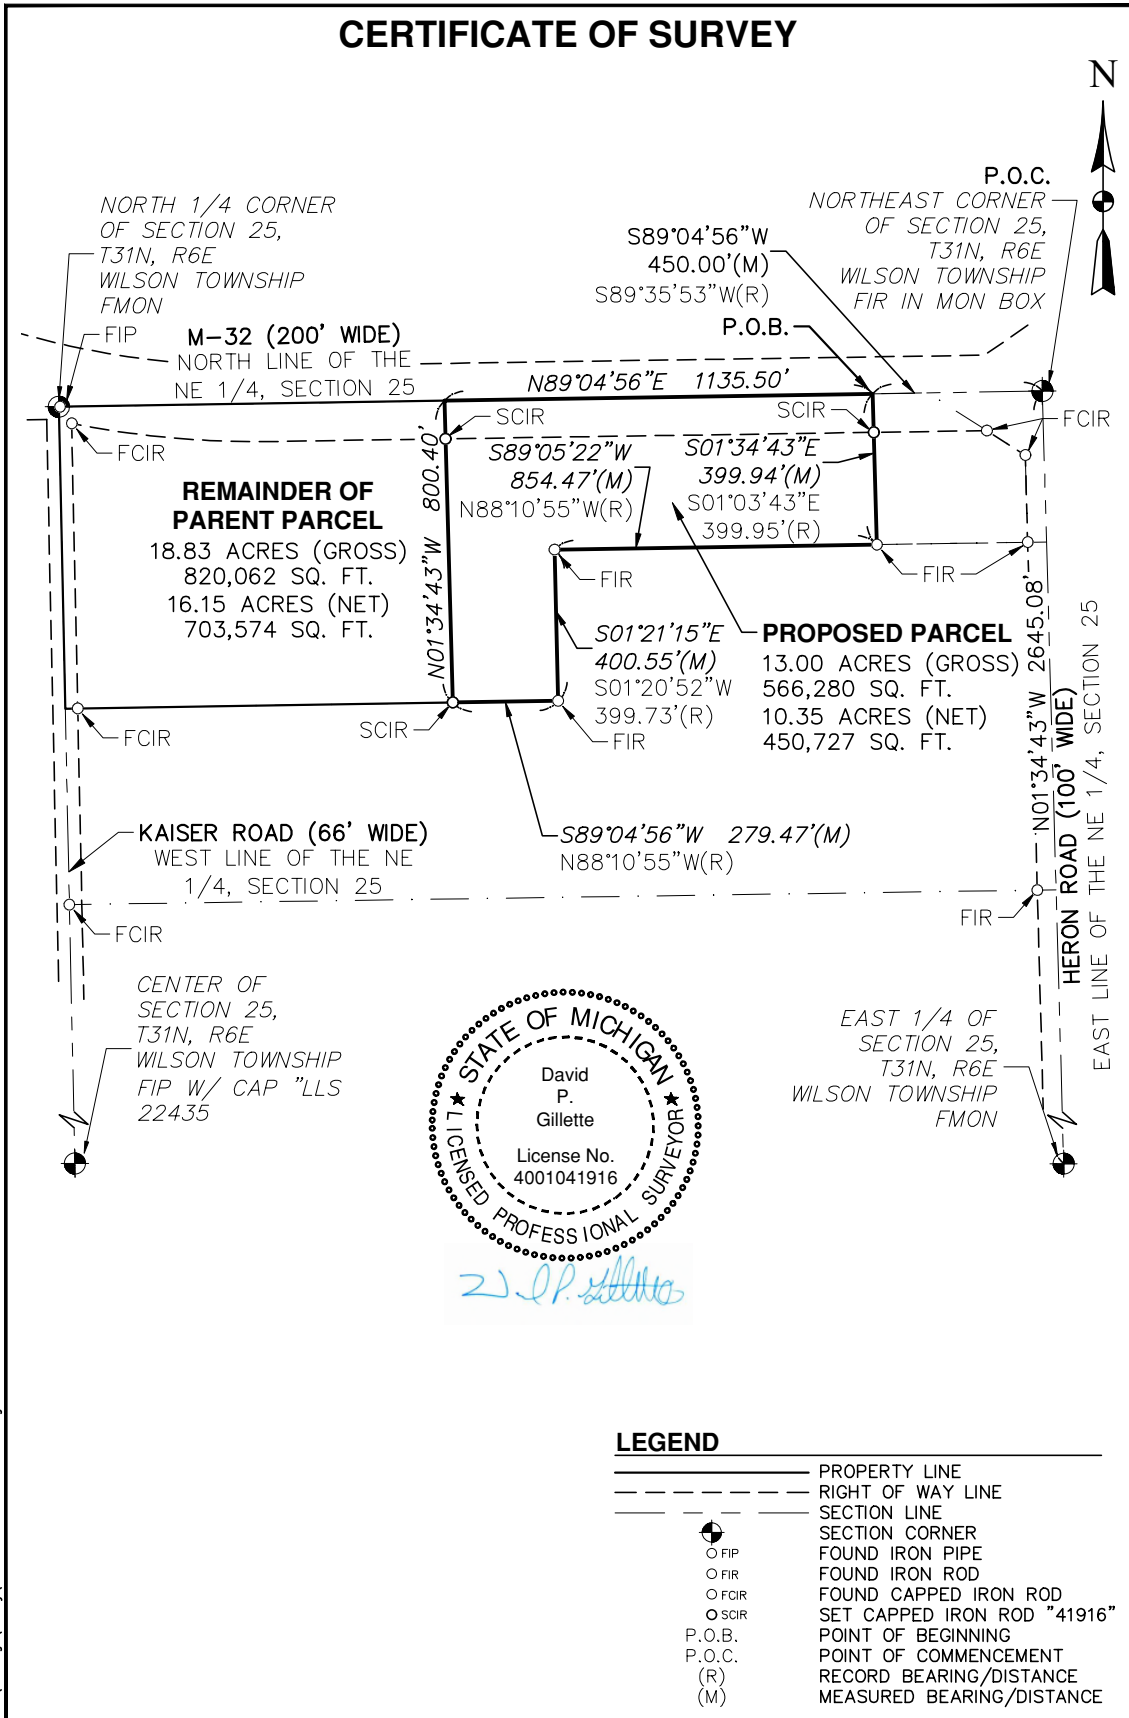 CERTIFICATE OF SURVEY
N
P.O.C.
NORTHEAST CORNER
OF SECTION 25,
T31N, R6E
WILSON TOWNSHIP
FIR IN MON BOX
NORTH 1/4 CORNER
OF SECTION 25,
T31N, R6E
WILSON TOWNSHIP
FMON
S89°04'56"W
450.00'(M)
S89°35'53"W(R)
P.O.B.
FIP
M-32 (200' WIDE)
NORTH LINE OF THE
NE 1/4, SECTION 25
N89°04'56"E 1135.50'
SCIR
SCIR
FCIR
FCIR
N01°34'43"W 800.40'
S89°05'22"W
854.47'(M)
N88°10'55"W(R)
S01°34'43"E
399.94'(M)
S01°03'43"E
399.95'(R)
REMAINDER OF
PARENT PARCEL
18.83 ACRES (GROSS)
820,062 SQ. FT.
16.15 ACRES (NET)
703,574 SQ. FT.
FIR
FIR
S01°21'15"E
400.55'(M)
S01°20'52"W
399.73'(R)
PROPOSED PARCEL
13.00 ACRES (GROSS)
566,280 SQ. FT.
10.35 ACRES (NET)
450,727 SQ. FT.
N01°34'43"W 2645.08'
HERON ROAD (100' WIDE)
EAST LINE OF THE NE 1/4, SECTION 25
FCIR
SCIR
FIR
S89°04'56"W 279.47'(M)
N88°10'55"W(R)
KAISER ROAD (66' WIDE)
WEST LINE OF THE NE
1/4, SECTION 25
FCIR
FIR
CENTER OF
SECTION 25,
T31N, R6E
WILSON TOWNSHIP
FIP W/ CAP "LLS
22435
EAST 1/4 OF
SECTION 25,
T31N, R6E
WILSON TOWNSHIP
FMON
STATE OF MICHIGAN
David
P.
Gillette
License No.
4001041916
LICENSED PROFESSIONAL SURVEYOR
LEGEND
PROPERTY LINE
RIGHT OF WAY LINE
SECTION LINE
SECTION CORNER
FIP FOUND IRON PIPE
FIR FOUND IRON ROD
FCIR FOUND CAPPED IRON ROD
SCIR SET CAPPED IRON ROD "41916"
P.O.B. POINT OF BEGINNING
P.O.C. POINT OF COMMENCEMENT
(R) RECORD BEARING/DISTANCE
(M) MEASURED BEARING/DISTANCE